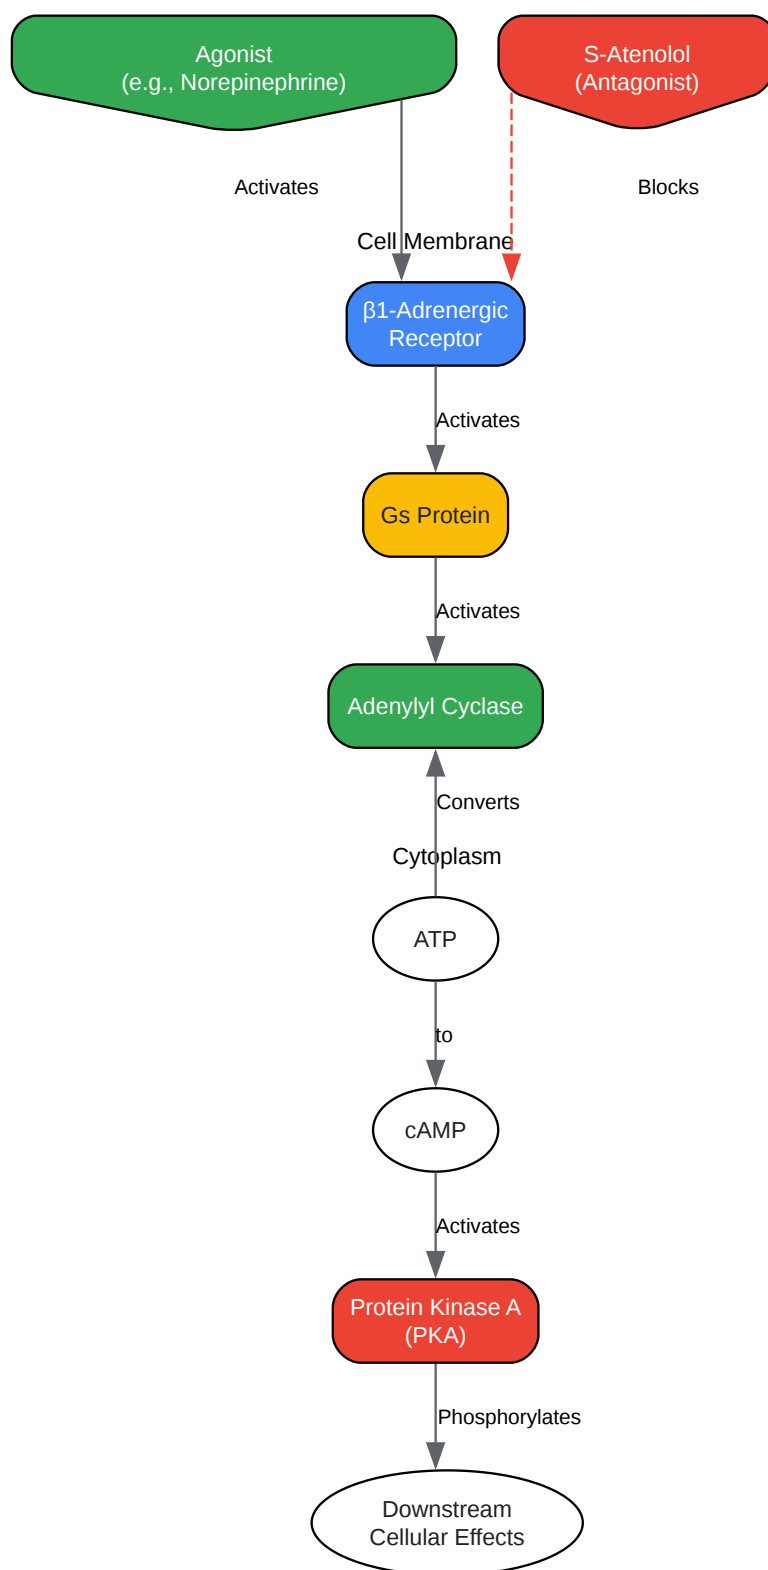 Agonist
(e.g., Norepinephrine)
S-Atenolol
(Antagonist)
Activates
Blocks
Cell Membrane
β1-Adrenergic
Receptor
Activates
Gs Protein
Activates
Adenylyl Cyclase
Converts
Cytoplasm
ATP
to
cAMP
Activates
Protein Kinase A
(PKA)
Phosphorylates
Downstream
Cellular Effects